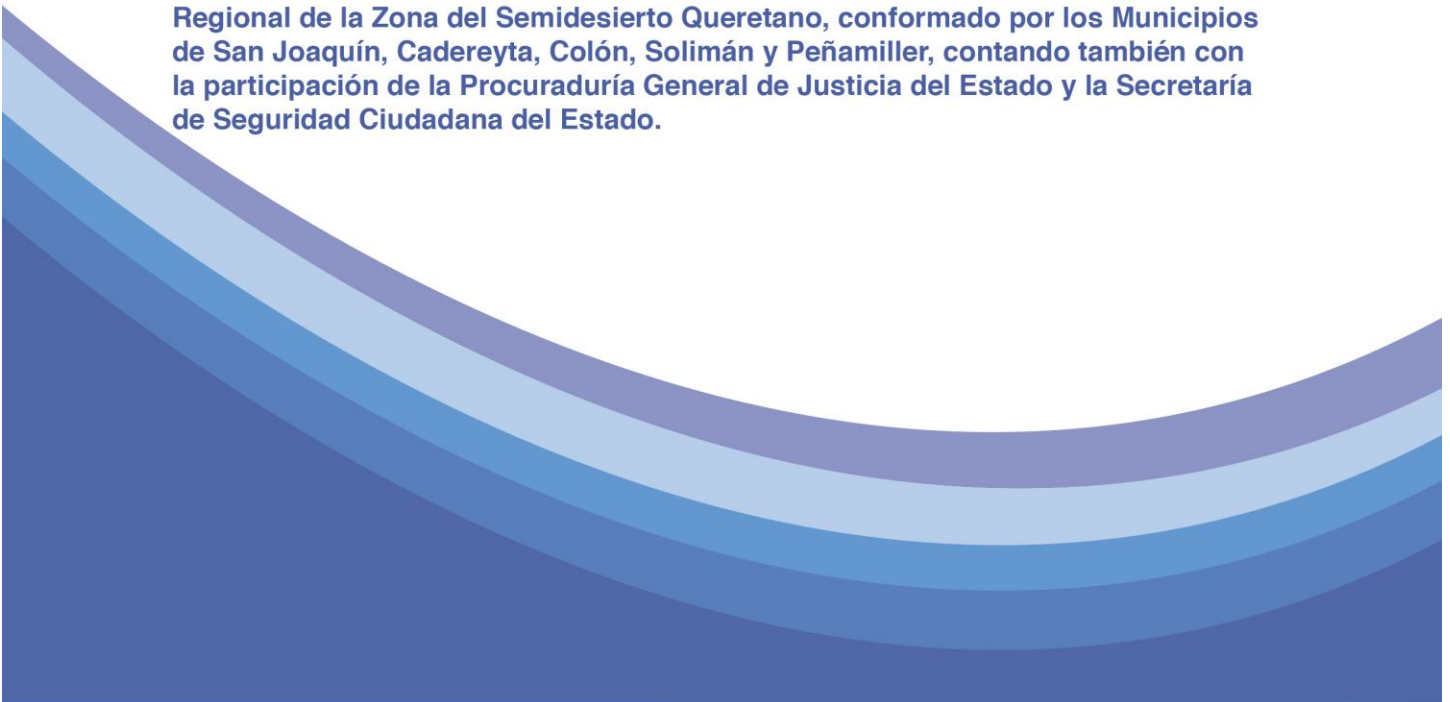 Regional de la Zona del Semidesierto Queretano, conformado por los Municipios
de San Joaquín, Cadereyta, Colón, Solimán y Peñamiller, contando también con
la participación de la Procuraduría General de Justicia del Estado y la Secretaría
de Seguridad Ciudadana del Estado.